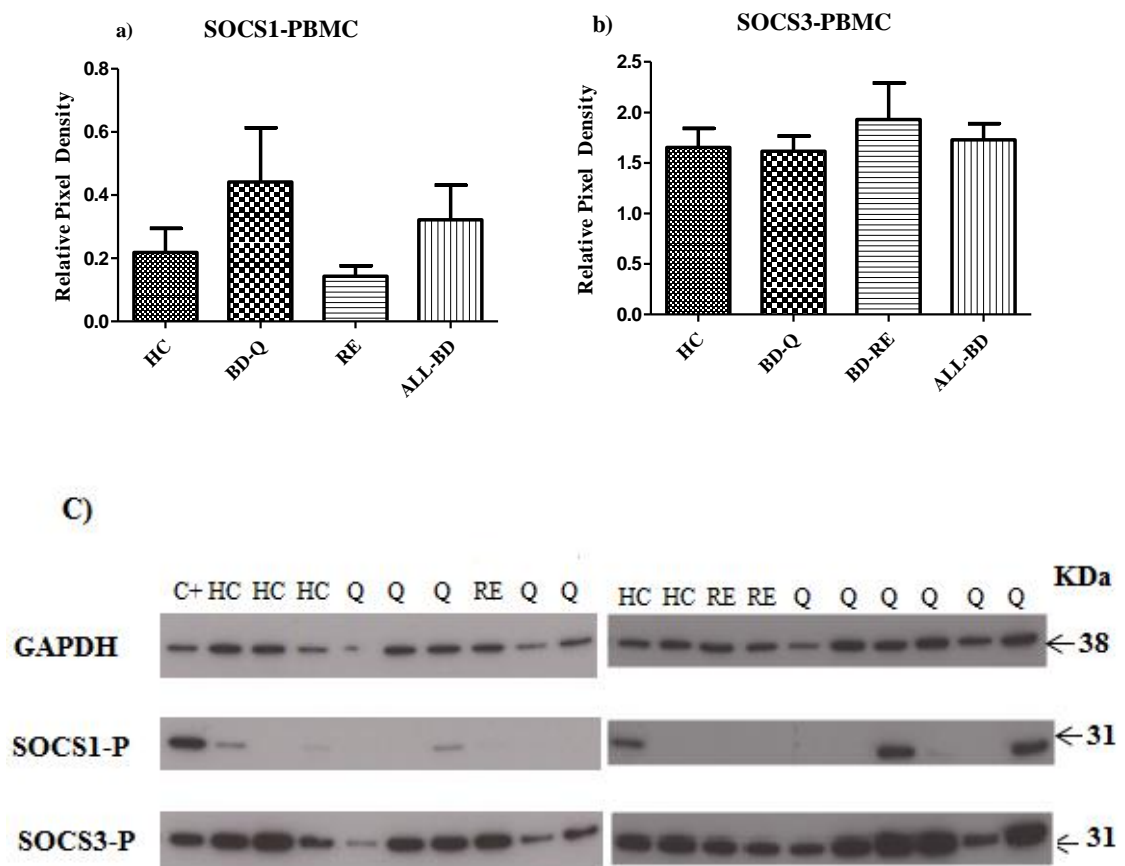 a) SOCS1-PBMC
Relative Pixel Density
0.8
0.6
0.4
0.2
0.0
HC BD-Q RE ALL-BD
b) SOCS3-PBMC
Relative Pixel Density
2.5
2.0
1.5
1.0
0.5
0.0
HC BD-Q BD-RE ALL-BD
C)
C+ HC HC HC Q Q Q RE Q Q HC HC RE RE Q Q Q Q Q Q KDa
GAPDH ←38
SOCS1-P ←31
SOCS3-P ←31